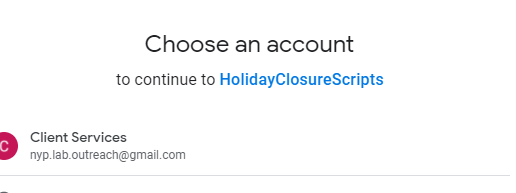 Choose an account
to continue to HolidayClosureScripts
Client Services
C
nyp.lab.outreach@gmail.com